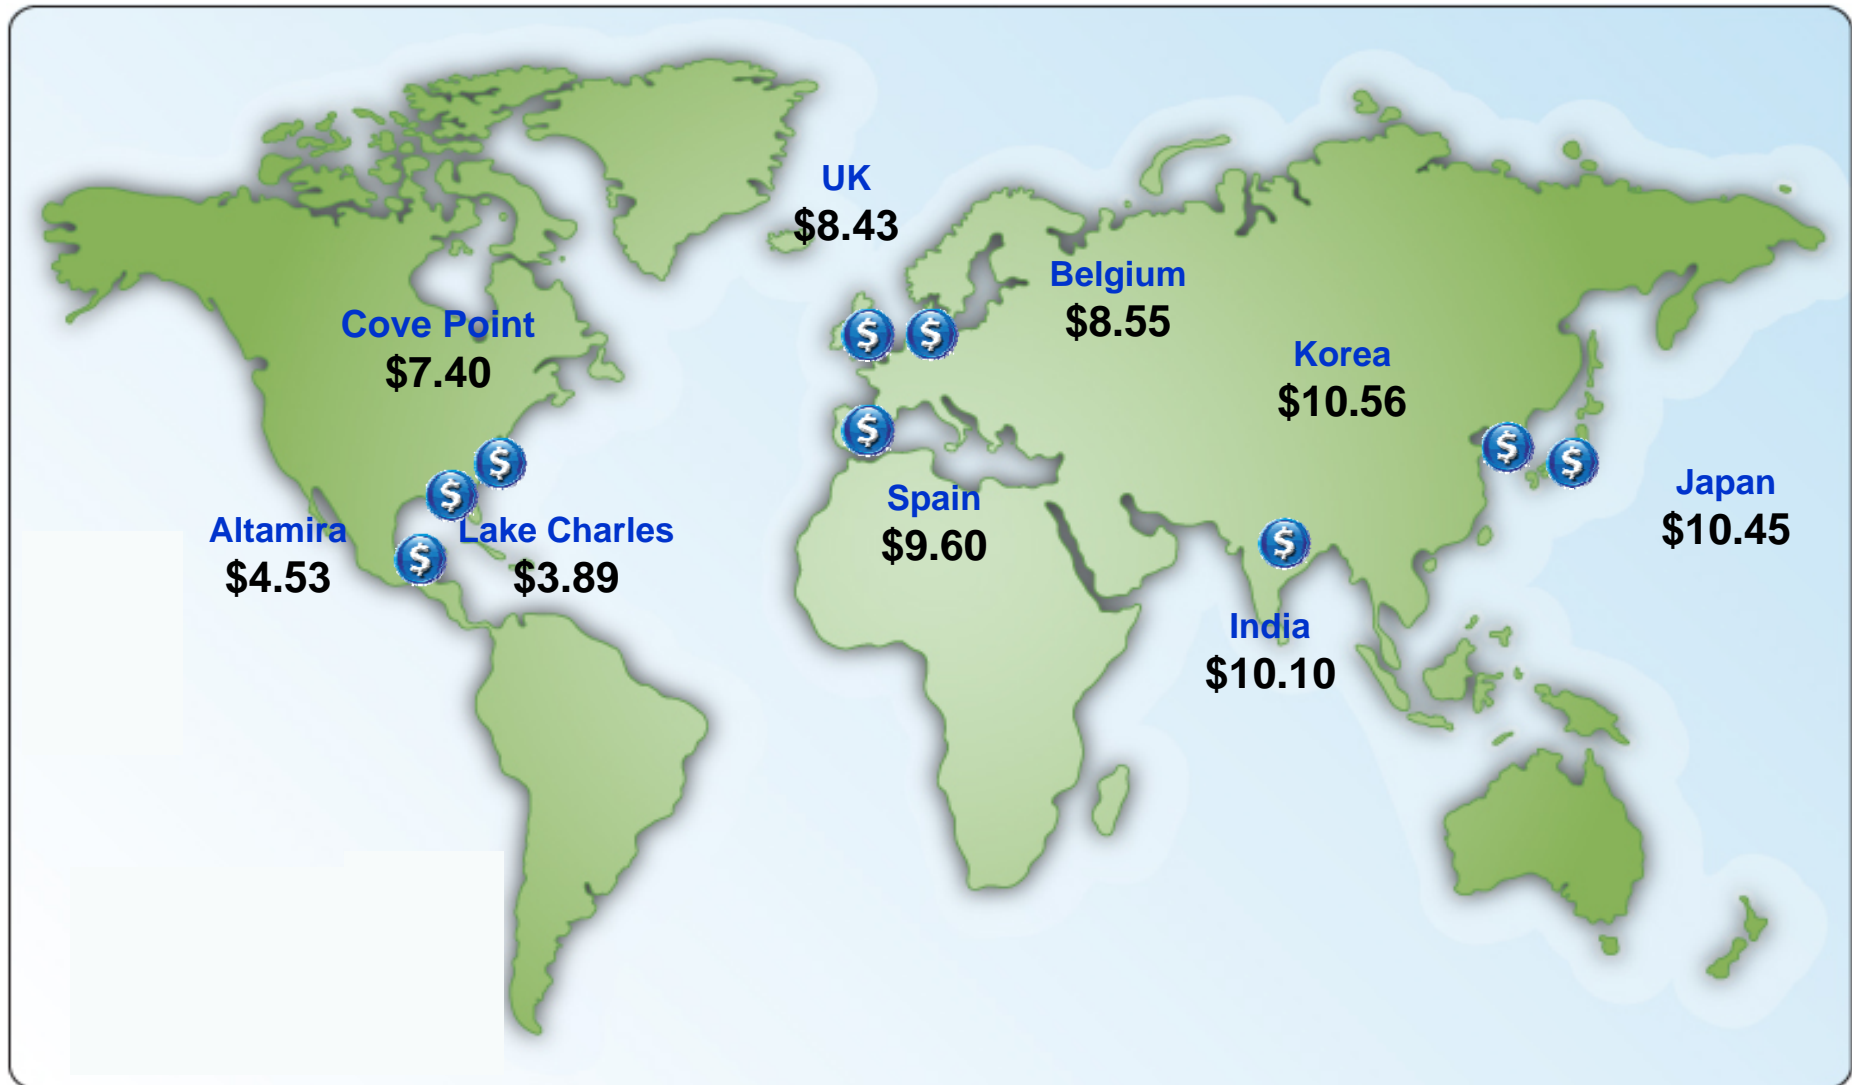 UK
$8.43
Belgium
$8.55
Cove Point
$7.40
Korea
$10.56
Japan
$10.45
Spain
$9.60
Altamira
$4.53
Lake Charles
$3.89
India
$10.10
$
$
$
$
$
$
$
$
$